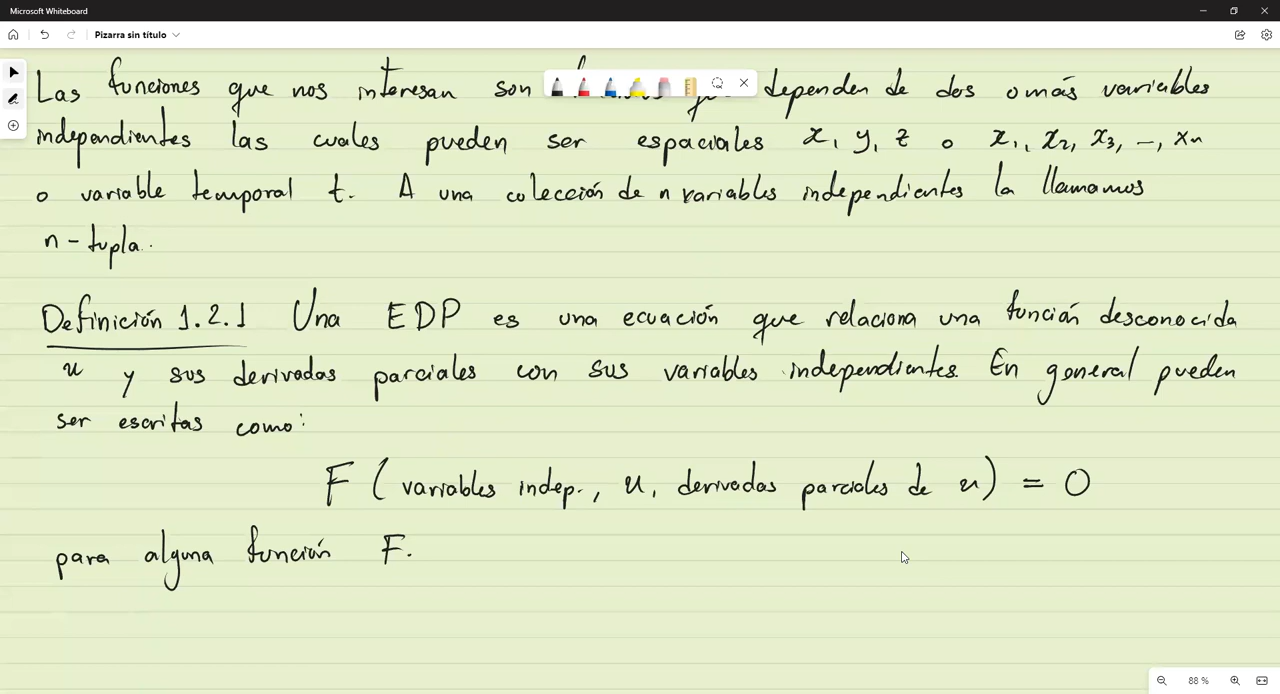 Microsoft Whiteboard
Pizarra sin título
Las funciones que nos interesan son dependen de dos o más variables
independientes las cuales pueden ser espaciales x, y, z o x1, x2, x3, –, xn
o variable temporal t. A una colección de n variables independientes la llamamos
n-tupla.
Definición 1.2.1 Una EDP es una ecuación que relaciona una función desconocida
u y sus derivadas parciales con sus variables independientes. En general pueden
ser escritas como:
F (variables indep., u, derivadas parciales de u) = 0
para alguna función F.
88 %